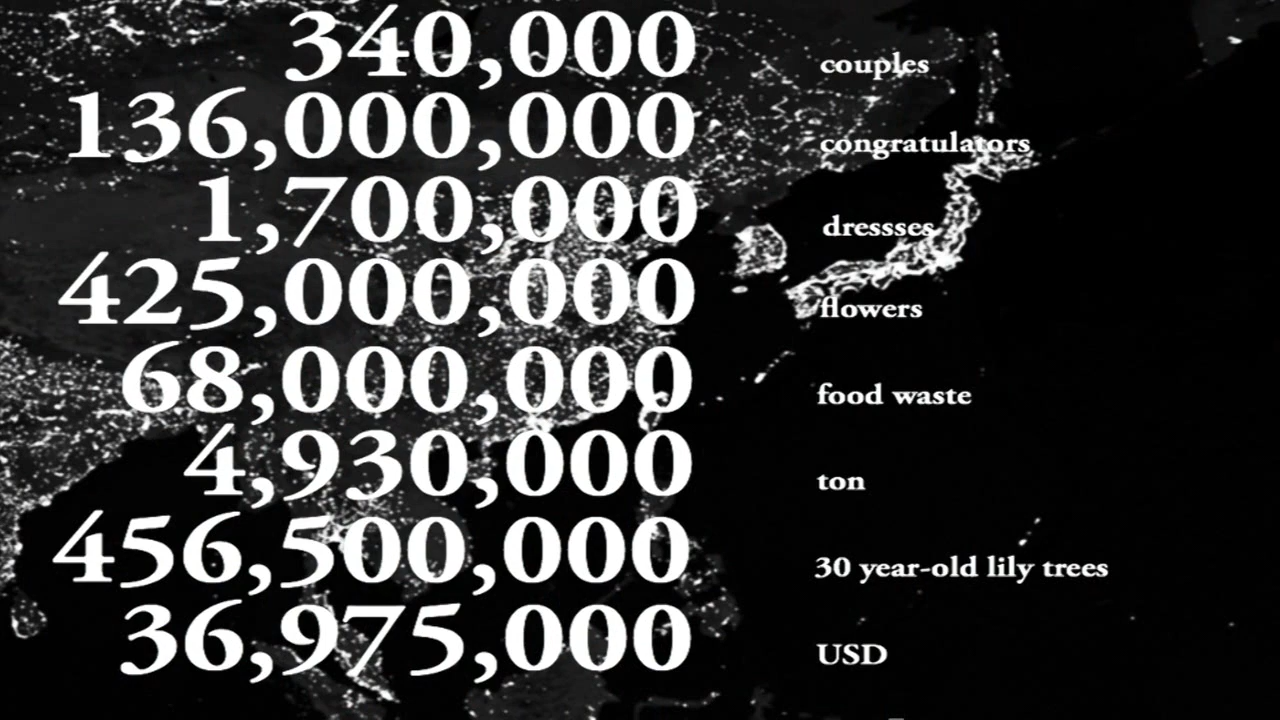 340,000 couples
136,000,000 congratulators
1,700,000 dressses
425,000,000 flowers
68,000,000 food waste
4,930,000 ton
456,500,000 30 year-old lily trees
36,975,000 USD